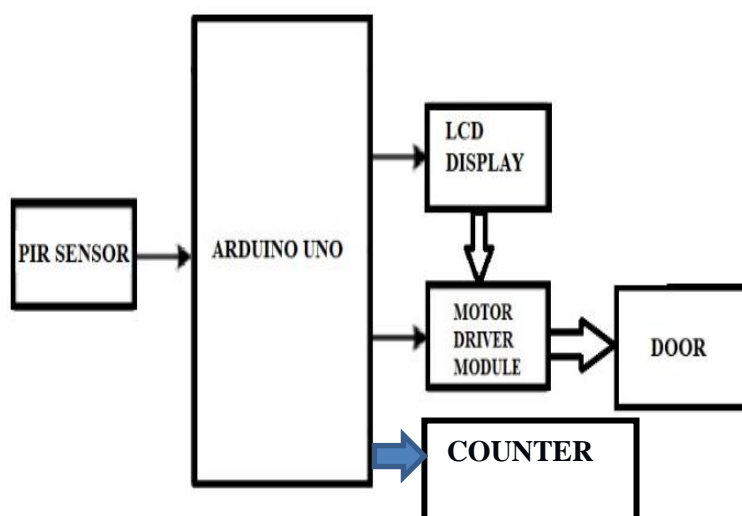 PIR SENSOR
ARDUINO UNO
LCD
DISPLAY
MOTOR
DRIVER
MODULE
DOOR
COUNTER